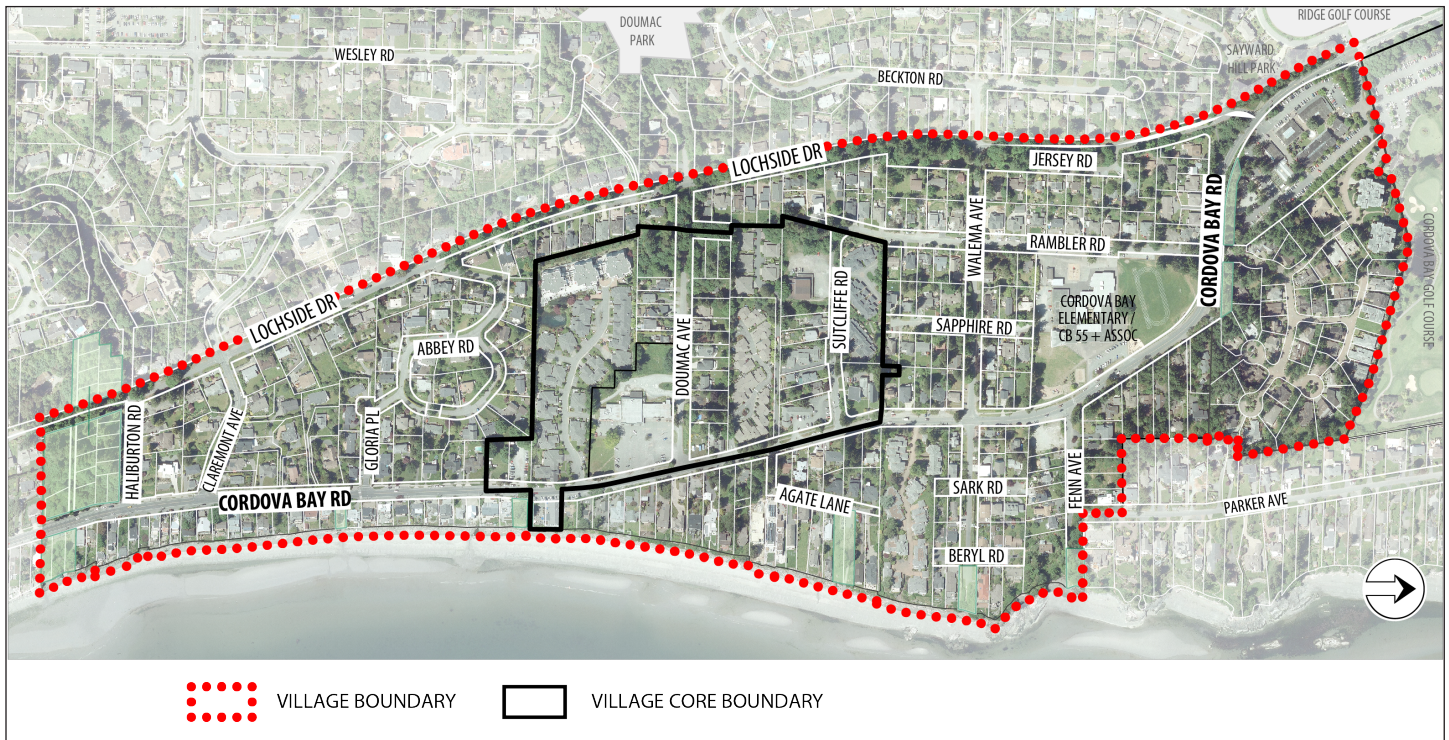 DOUMAC
PARK
RIDGE GOLF COURSE
WESLEY RD
SAYWARD
HILL PARK
BECKTON RD
LOCHSIDE DR
JERSEY RD
CORDOVA BAY RD
WALEMA AVE
RAMBLER RD
CORDOVA BAY GOLF COURSE
LOCHSIDE DR
SUTCLIFFE RD
CORDOVA BAY
ELEMENTARY /
CB 55 + ASSOC
SAPPHIRE RD
ABBEY RD
DOUMAC AVE
HALIBURTON RD
CLAREMONT AVE
GLORIA PL
CORDOVA BAY RD
AGATE LANE
SARK RD
FENN AVE
PARKER AVE
BERYL RD
VILLAGE BOUNDARY
VILLAGE CORE BOUNDARY